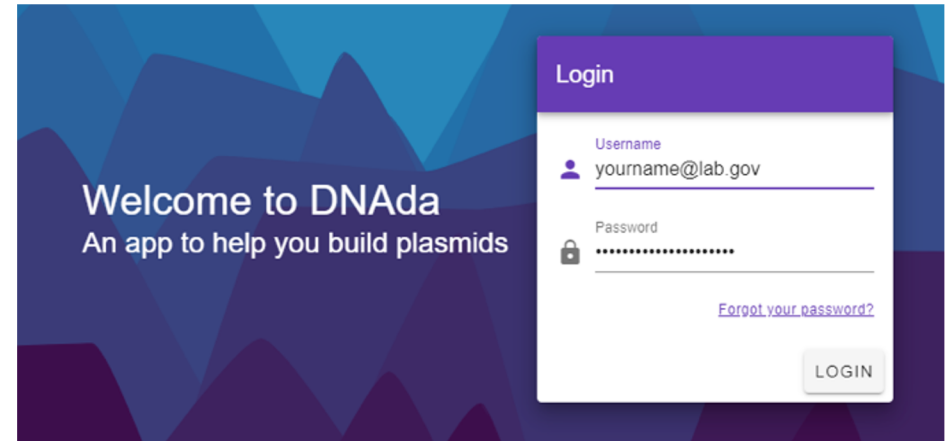 Welcome to DNAda
An app to help you build plasmids
Login
Username
yourname@lab.gov
Password
•••••••••••••••••••••
Forgot your password?
LOGIN